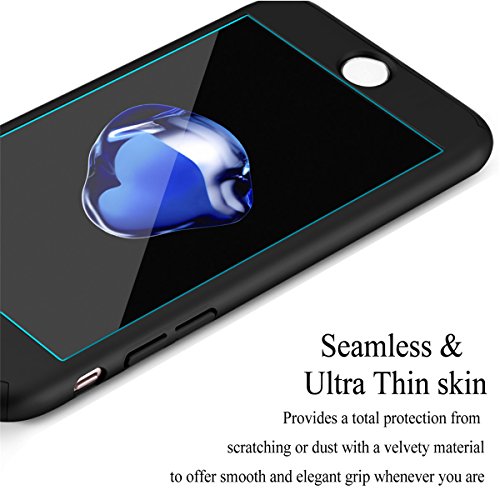 Seamless &
Ultra Thin skin
Provides a total protection from
scratching or dust with a velvety material
to offer smooth and elegant grip whenever you are